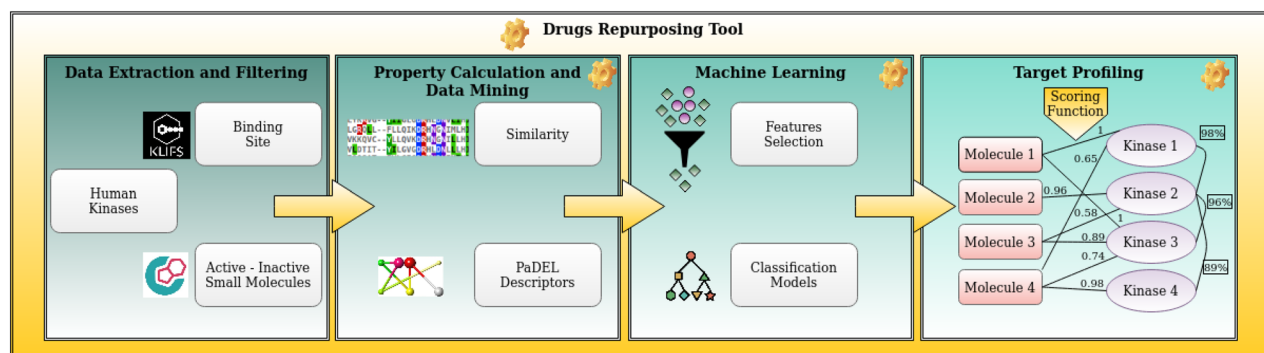 Drugs Repurposing Tool
Data Extraction and Filtering
KLIFS
Binding
Site
Human
Kinases
Active - Inactive
Small Molecules
Property Calculation and
Data Mining
Similarity
PaDEL
Descriptors
Machine Learning
Features
Selection
Classification
Models
Target Profiling
Scoring
Function
Molecule 1
Molecule 2
Molecule 3
Molecule 4
1
0.65
0.96
0.58
1
0.89
0.74
0.98
Kinase 1
Kinase 2
Kinase 3
Kinase 4
98%
96%
89%